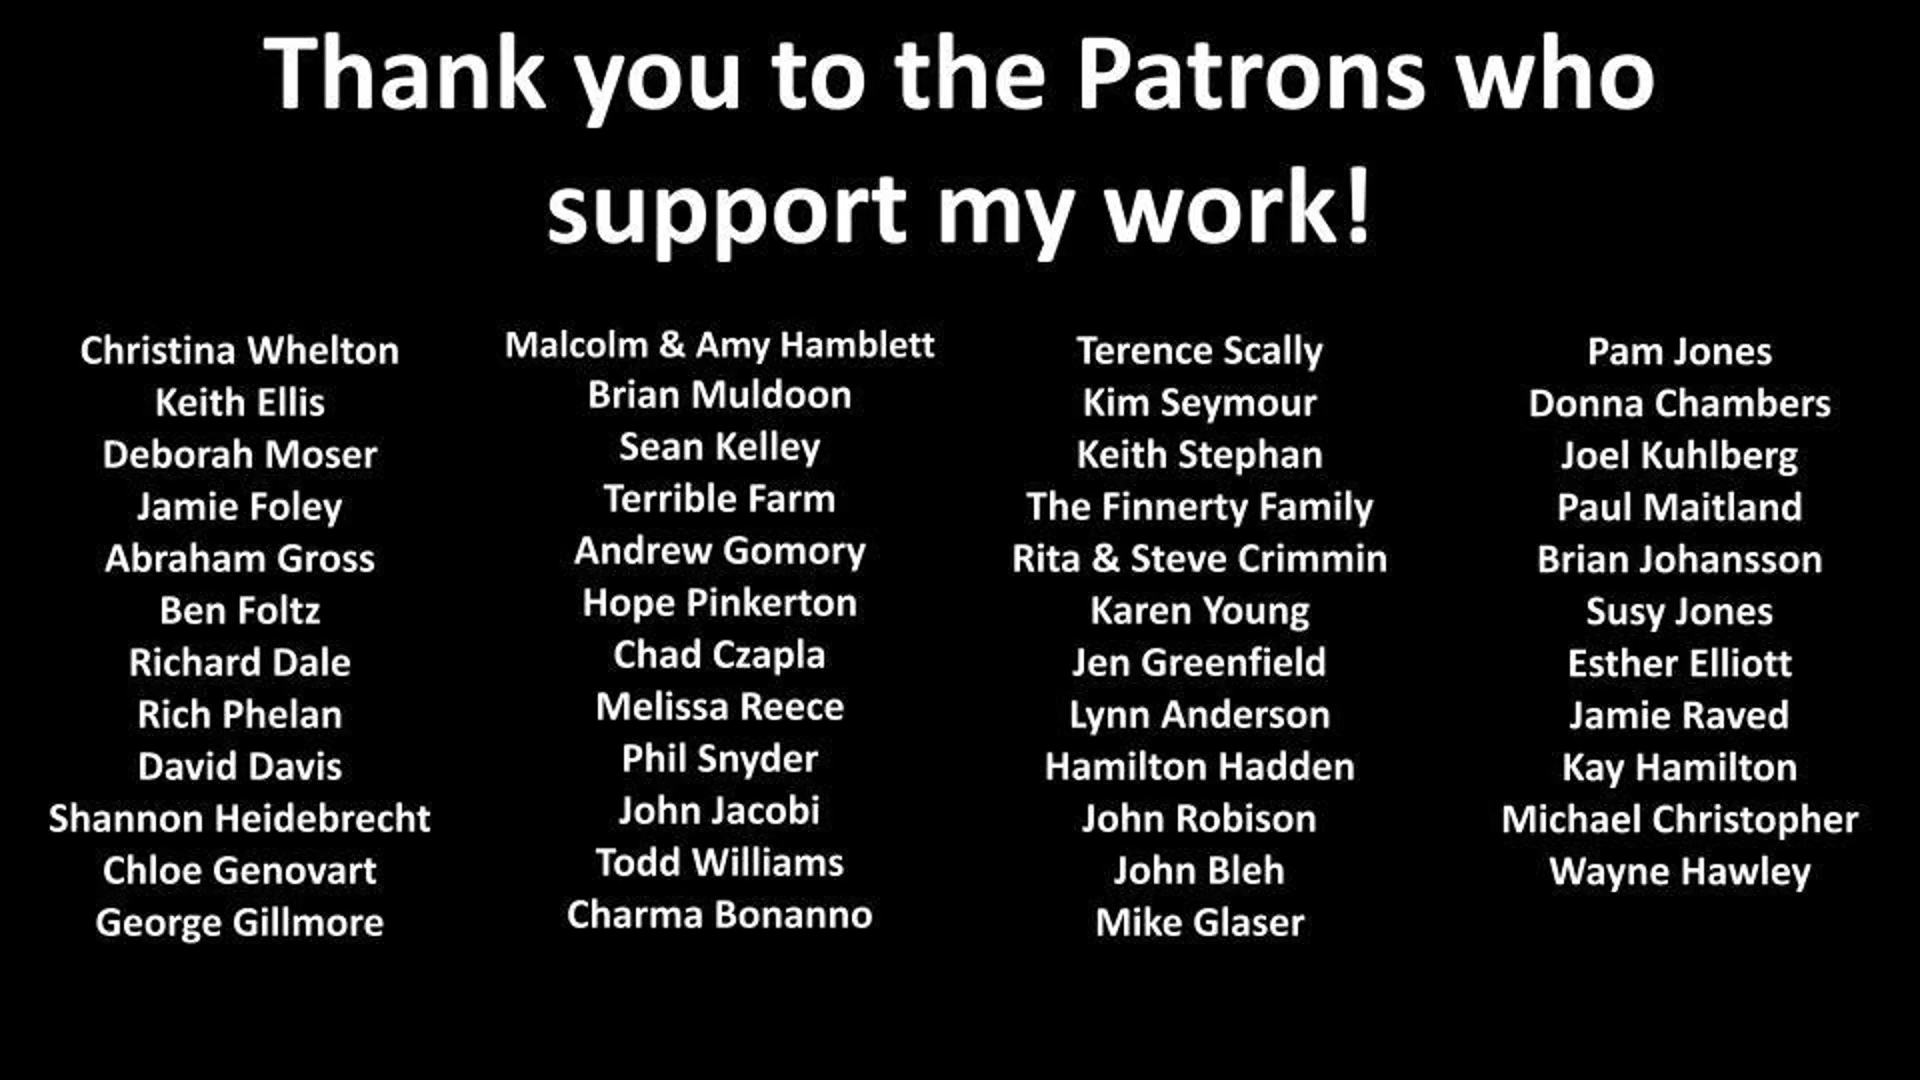 Thank you to the Patrons who
support my work!
Christina Whelton
Keith Ellis
Deborah Moser
Jamie Foley
Abraham Gross
Ben Foltz
Richard Dale
Rich Phelan
David Davis
Shannon Heidebrecht
Chloe Genovart
George Gillmore
Malcolm & Amy Hamblett
Brian Muldoon
Sean Kelley
Terrible Farm
Andrew Gomory
Hope Pinkerton
Chad Czapla
Melissa Reece
Phil Snyder
John Jacobi
Todd Williams
Charma Bonanno
Terence Scally
Kim Seymour
Keith Stephan
The Finnerty Family
Rita & Steve Crimmin
Karen Young
Jen Greenfield
Lynn Anderson
Hamilton Hadden
John Robison
John Bleh
Mike Glaser
Pam Jones
Donna Chambers
Joel Kuhlberg
Paul Maitland
Brian Johansson
Susy Jones
Esther Elliott
Jamie Raved
Kay Hamilton
Michael Christopher
Wayne Hawley